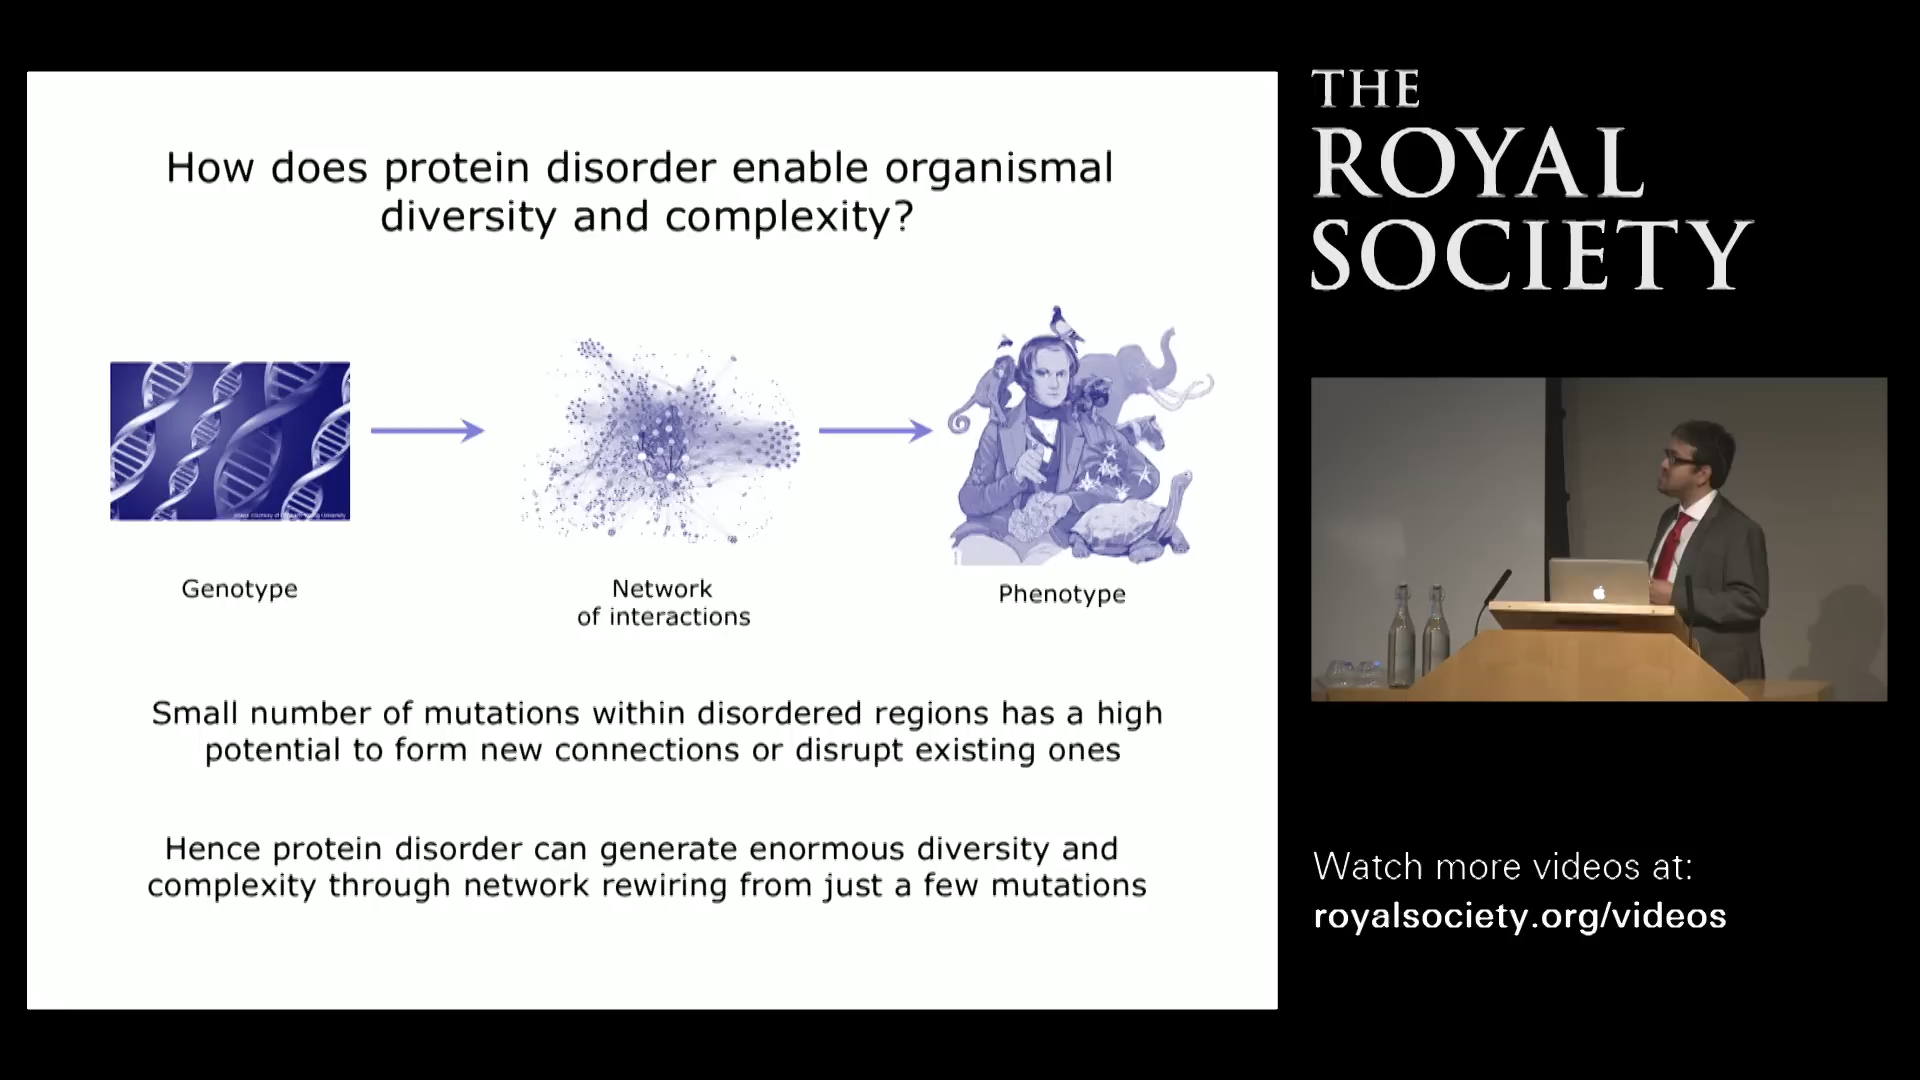 How does protein disorder enable organismal
diversity and complexity?
Genotype
Network
of interactions
Phenotype
Small number of mutations within disordered regions has a high
potential to form new connections or disrupt existing ones
Hence protein disorder can generate enormous diversity and
complexity through network rewiring from just a few mutations
THE
ROYAL
SOCIETY
Watch more videos at:
royalsociety.org/videos